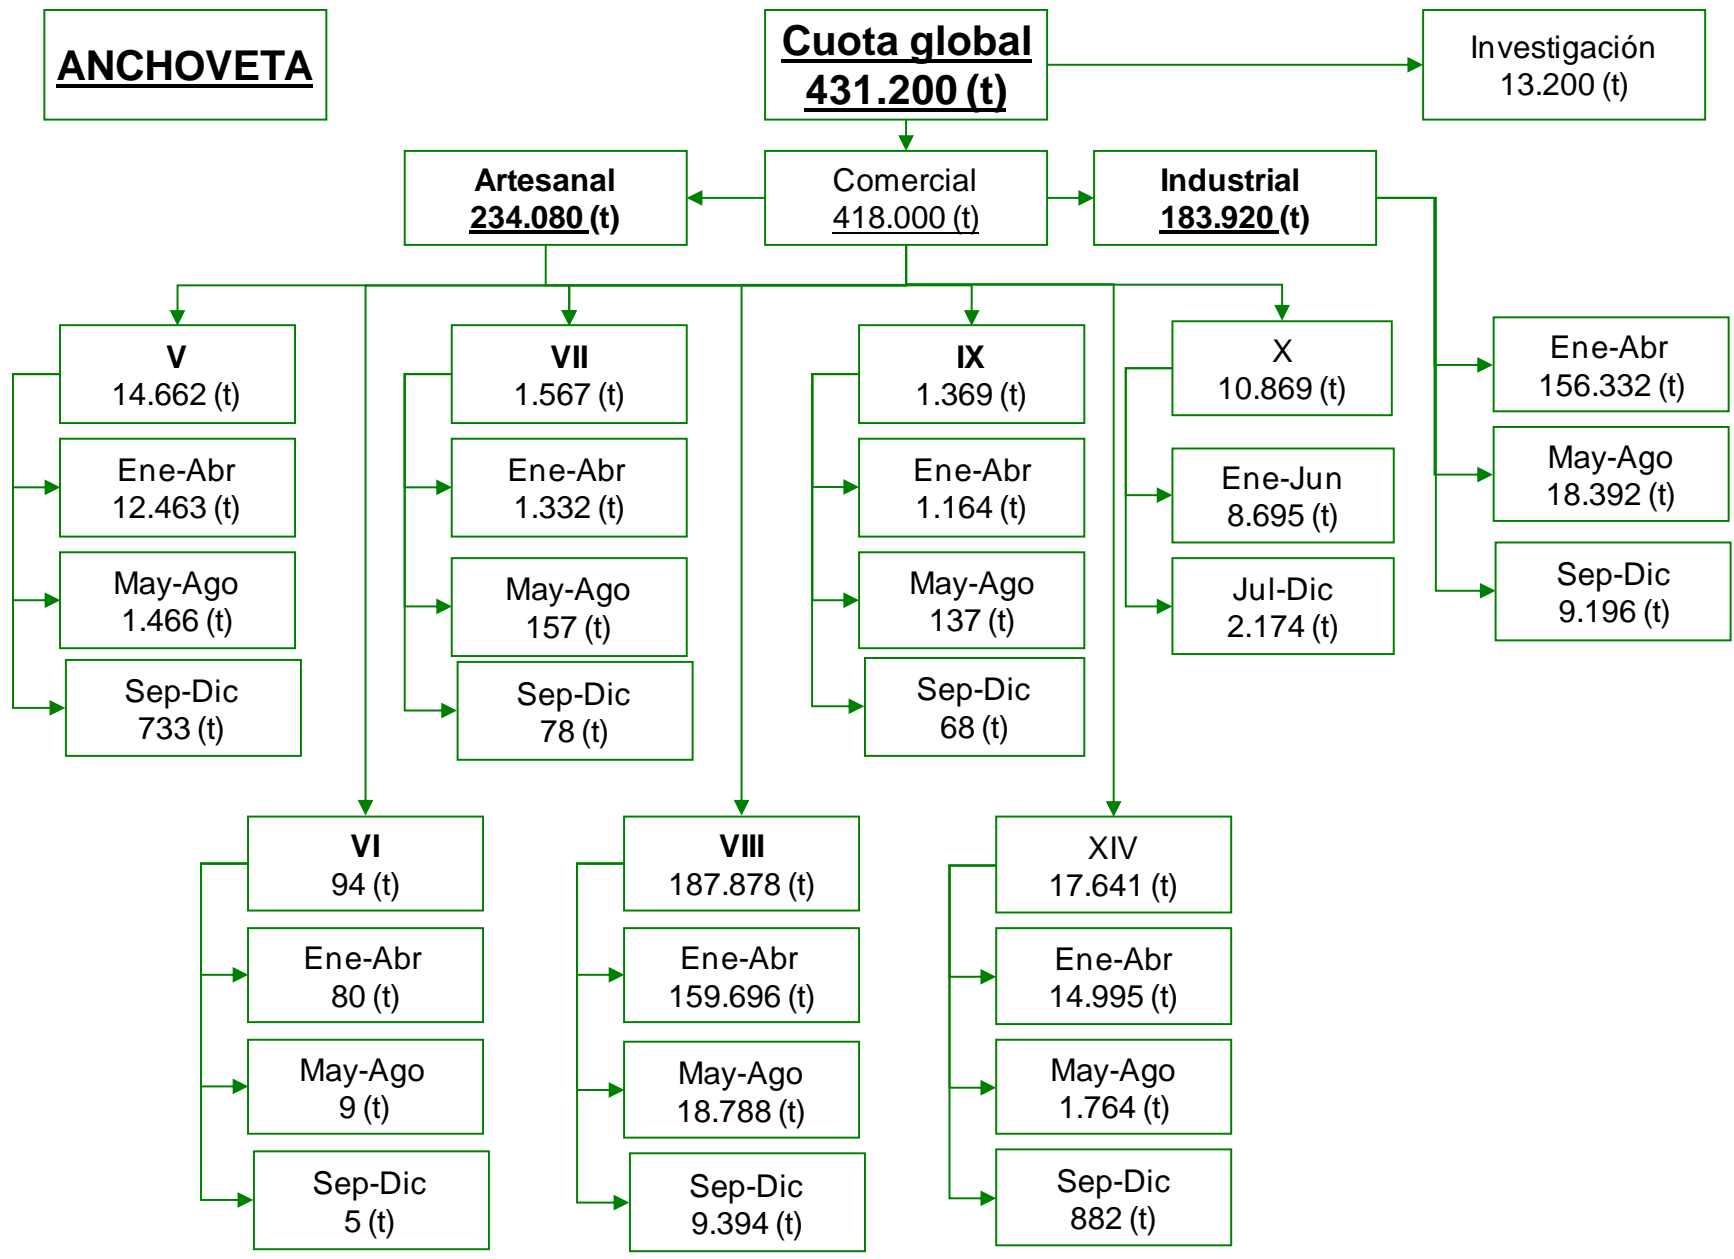 ANCHOVETA
Cuota global
431.200 (t)
Investigación
13.200 (t)
Artesanal
234.080 (t)
Comercial
418.000 (t)
Industrial
183.920 (t)
V
14.662 (t)
Ene-Abr
12.463 (t)
May-Ago
1.466 (t)
Sep-Dic
733 (t)
VII
1.567 (t)
Ene-Abr
1.332 (t)
May-Ago
157 (t)
Sep-Dic
78 (t)
IX
1.369 (t)
Ene-Abr
1.164 (t)
May-Ago
137 (t)
Sep-Dic
68 (t)
X
10.869 (t)
Ene-Jun
8.695 (t)
Jul-Dic
2.174 (t)
Ene-Abr
156.332 (t)
May-Ago
18.392 (t)
Sep-Dic
9.196 (t)
VI
94 (t)
Ene-Abr
80 (t)
May-Ago
9 (t)
Sep-Dic
5 (t)
VIII
187.878 (t)
Ene-Abr
159.696 (t)
May-Ago
18.788 (t)
Sep-Dic
9.394 (t)
XIV
17.641 (t)
Ene-Abr
14.995 (t)
May-Ago
1.764 (t)
Sep-Dic
882 (t)